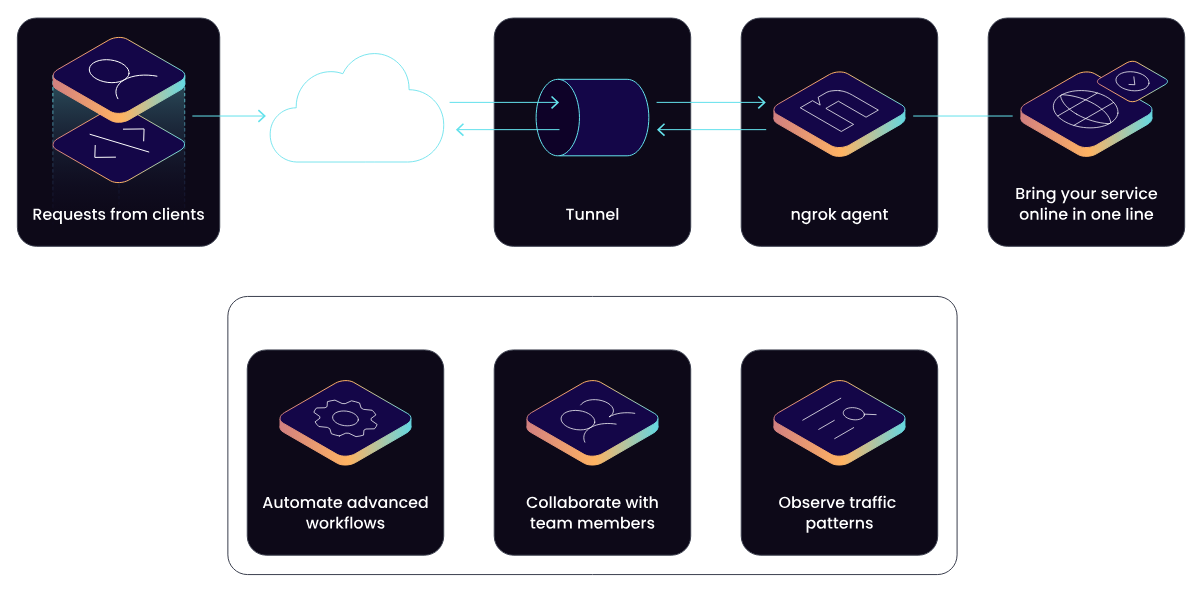 Requests from clients
Tunnel
ngrok agent
Bring your service
online in one line
Automate advanced
workflows
Collaborate with
team members
Observe traffic
patterns